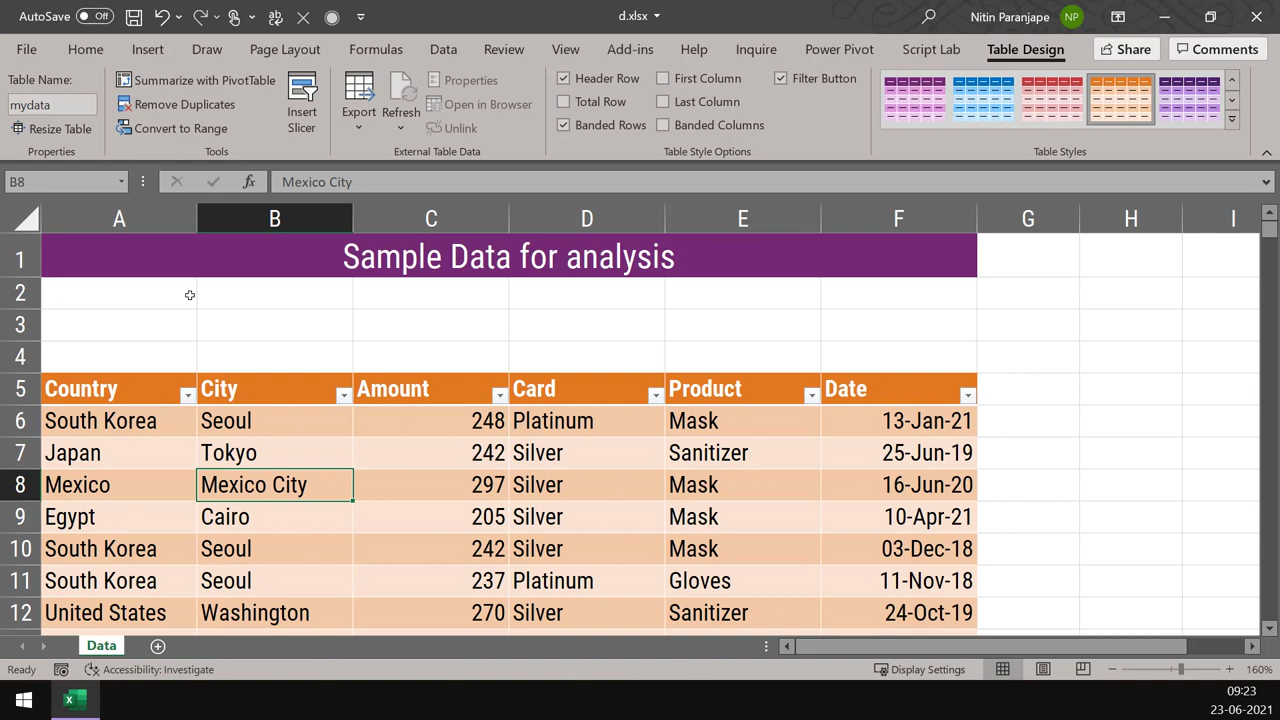 AutoSave Off d.xlsx Nitin Paranjape NP
File Home Insert Draw Page Layout Formulas Data Review View Add-ins Help Inquire Power Pivot Script Lab Table Design Share Comments
Table Name:
mydata
Resize Table
Properties
Summarize with PivotTable
Remove Duplicates
Convert to Range
Insert Slicer
Tools
Export Refresh
Properties
Open in Browser
Unlink
External Table Data
Header Row First Column Filter Button
Total Row Last Column
Banded Rows Banded Columns
Table Style Options
Table Styles
B8 fx Mexico City
A B C D E F G H I
1 Sample Data for analysis
2
3
4
5 Country City Amount Card Product Date
6 South Korea Seoul 248 Platinum Mask 13-Jan-21
7 Japan Tokyo 242 Silver Sanitizer 25-Jun-19
8 Mexico Mexico City 297 Silver Mask 16-Jun-20
9 Egypt Cairo 205 Silver Mask 10-Apr-21
10 South Korea Seoul 242 Silver Mask 03-Dec-18
11 South Korea Seoul 237 Platinum Gloves 11-Nov-18
12 United States Washington 270 Silver Sanitizer 24-Oct-19
Data
Ready Accessibility: Investigate Display Settings 160%
09:23
23-06-2021